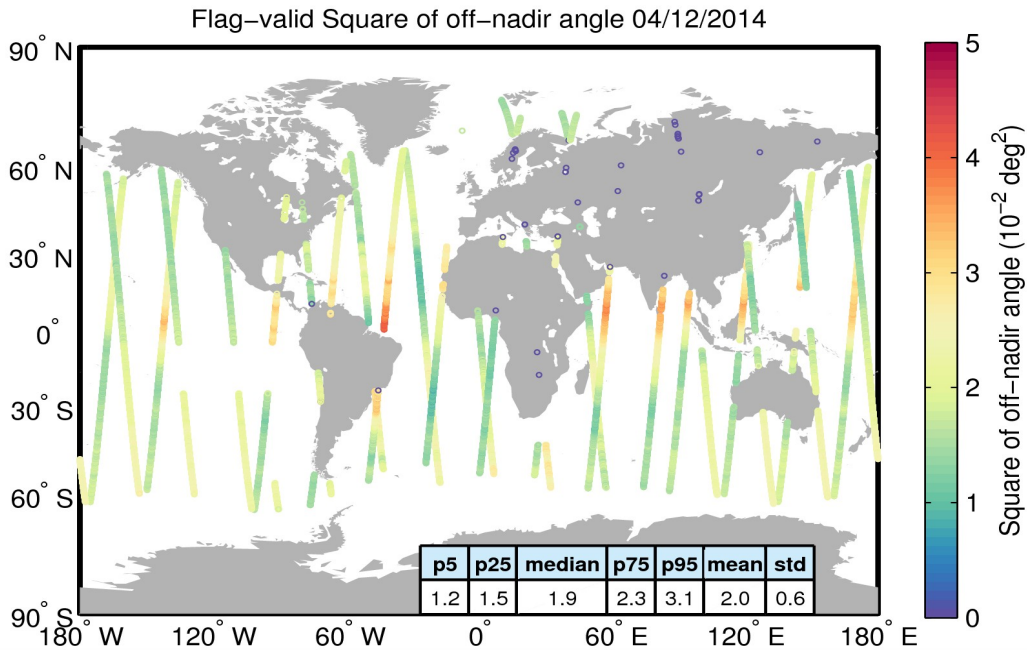 Flag−valid Square of off−nadir angle 04/12/2014
90° N
60° N
30° N
0°
30° S
60° S
90° S
180° W
120° W
60° W
0°
60° E
120° E
180° E
p5 p25 median p75 p95 mean std
1.2 1.5 1.9 2.3 3.1 2.0 0.6
5
4
3
2
1
0
Square of off−nadir angle (10⁻² deg²)